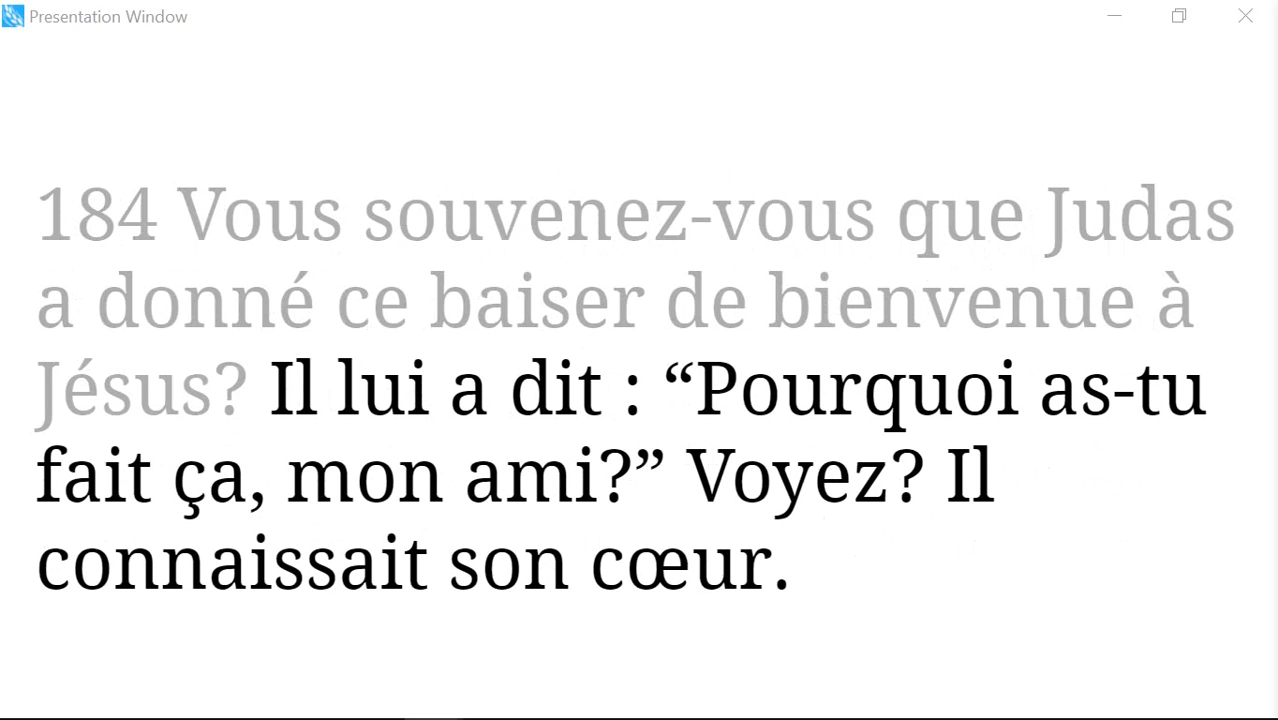 Presentation Window
184 Vous souvenez-vous que Judas
a donné ce baiser de bienvenue à
Jésus? Il lui a dit : “Pourquoi as-tu
fait ça, mon ami?” Voyez? Il
connaissait son cœur.